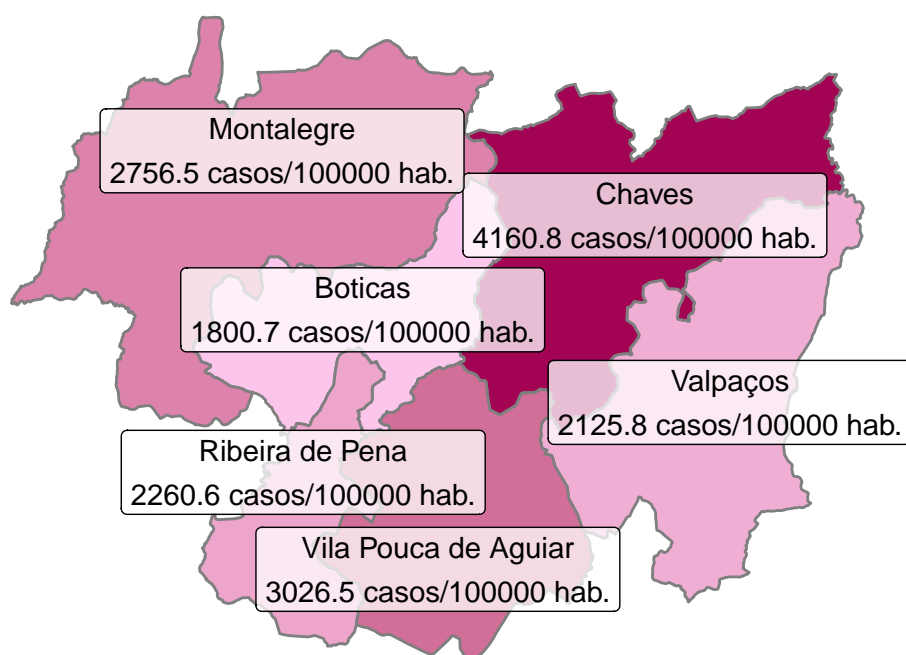 Montalegre
2756.5 casos/100000 hab.
Chaves
4160.8 casos/100000 hab.
Boticas
1800.7 casos/100000 hab.
Valpaços
2125.8 casos/100000 hab.
Ribeira de Pena
2260.6 casos/100000 hab.
Vila Pouca de Aguiar
3026.5 casos/100000 hab.